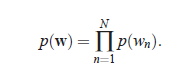 p(w) = ∏_{n=1}^{N} p(w_n).